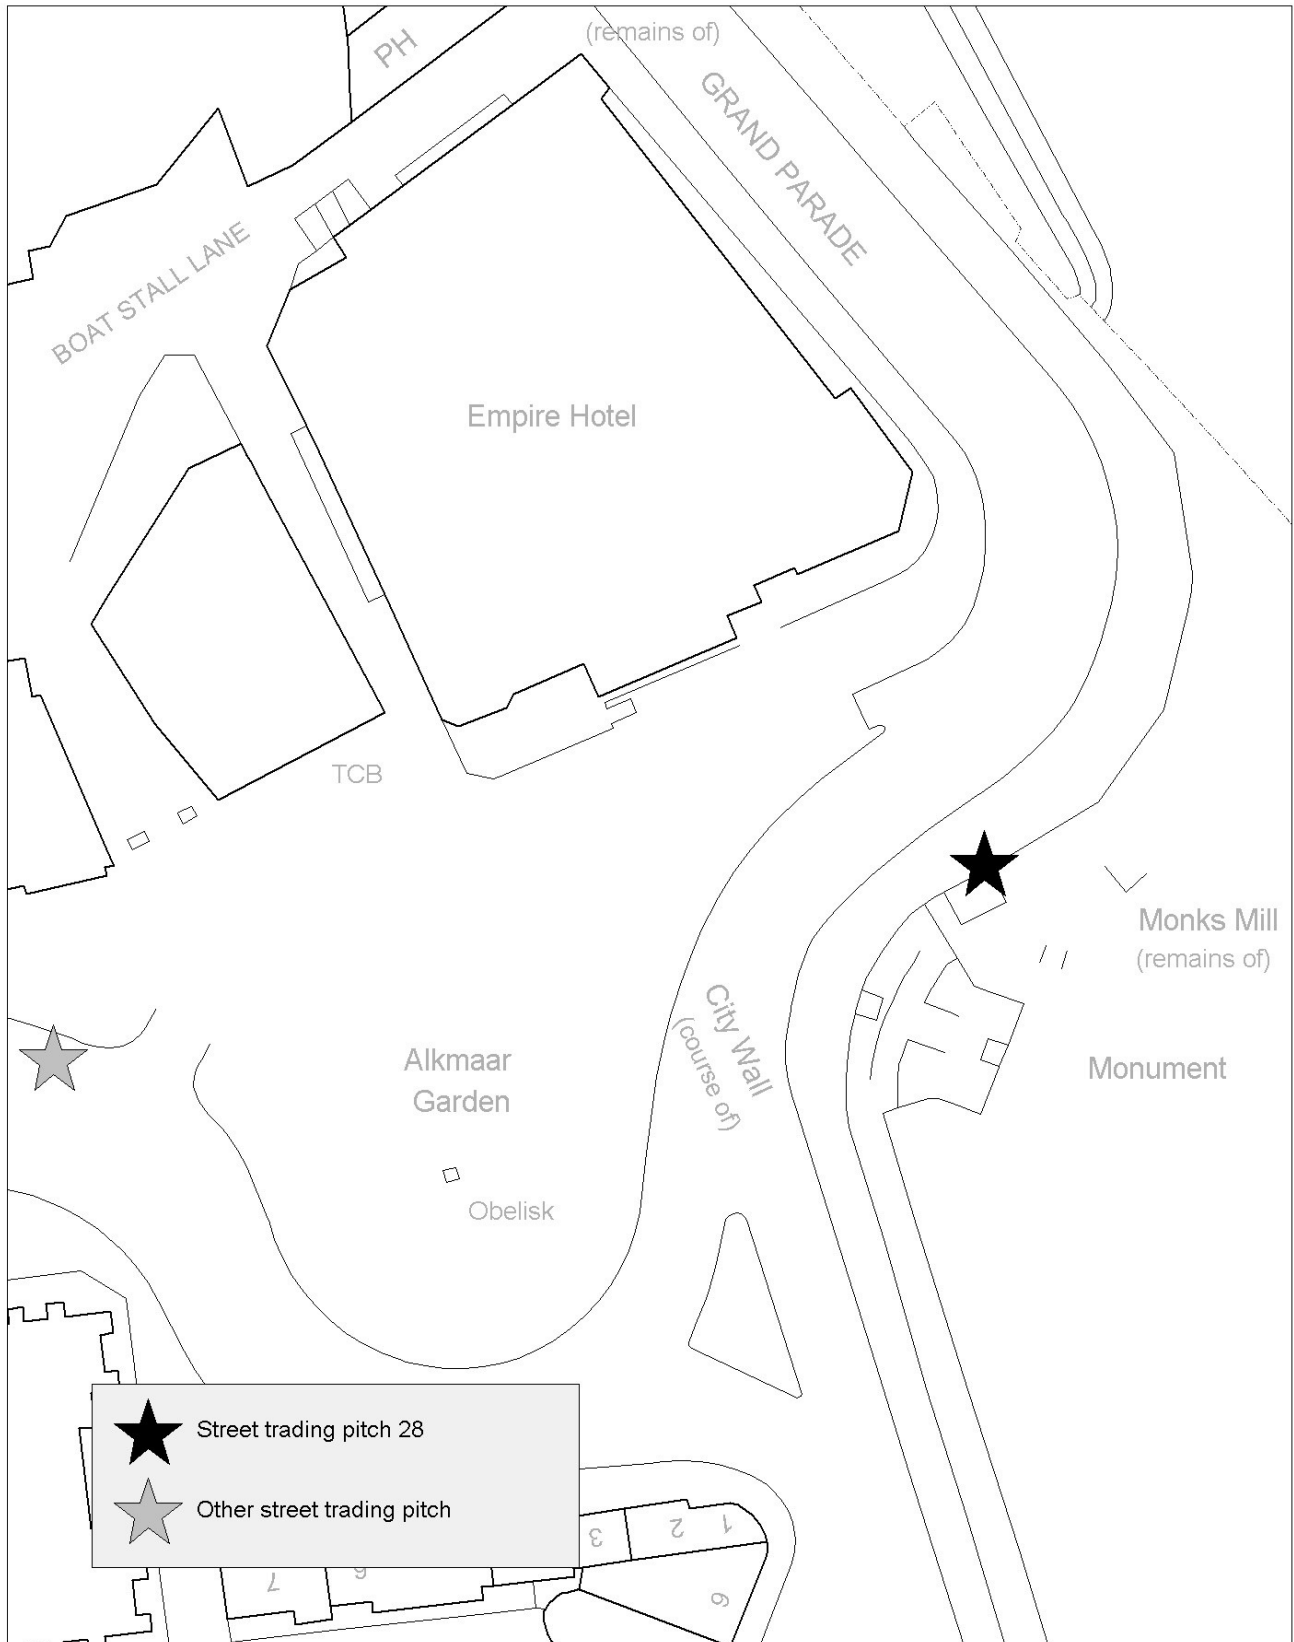 PH
(remains of)
GRAND PARADE
BOAT STALL LANE
Empire Hotel
TCB
Monks Mill
(remains of)
City Wall
(course of)
Alkmaar
Garden
Monument
Obelisk
Street trading pitch 28
Other street trading pitch
3
2
1
7
6